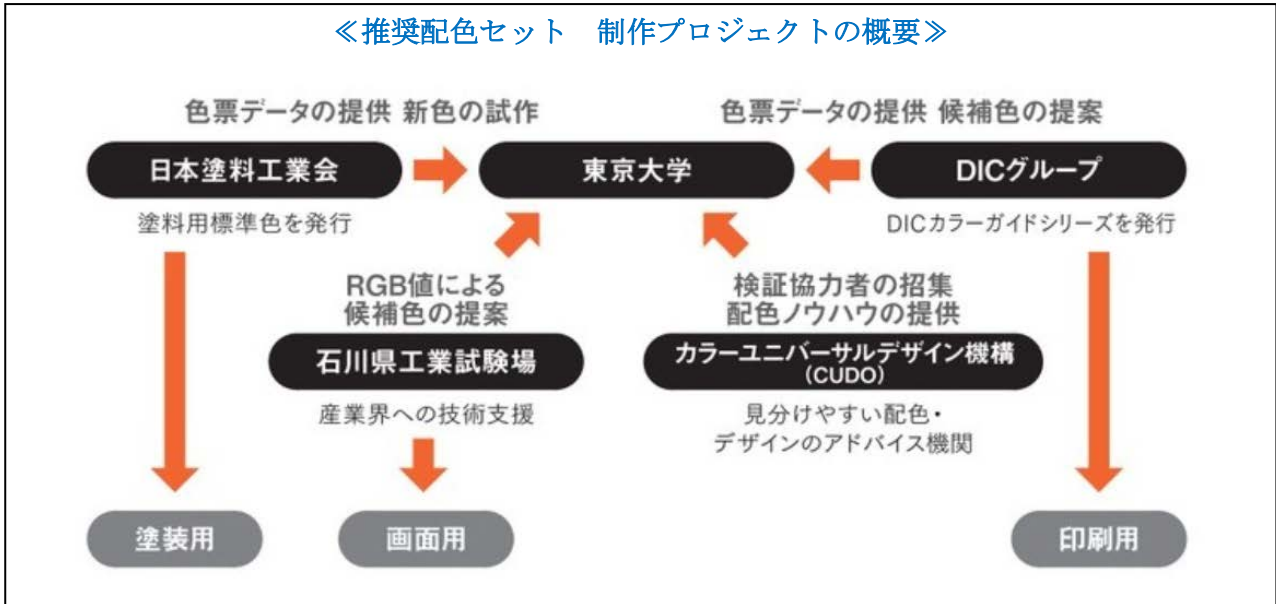 ≪推奨配色セット　制作プロジェクトの概要≫
色票データの提供 新色の試作
色票データの提供 候補色の提案
日本塗料工業会
東京大学
DICグループ
塗料用標準色を発行
DICカラーガイドシリーズを発行
RGB値による
候補色の提案
検証協力者の招集
配色ノウハウの提供
石川県工業試験場
カラーユニバーサルデザイン機構
(CUDO)
産業界への技術支援
見分けやすい配色・
デザインのアドバイス機関
塗装用
画面用
印刷用